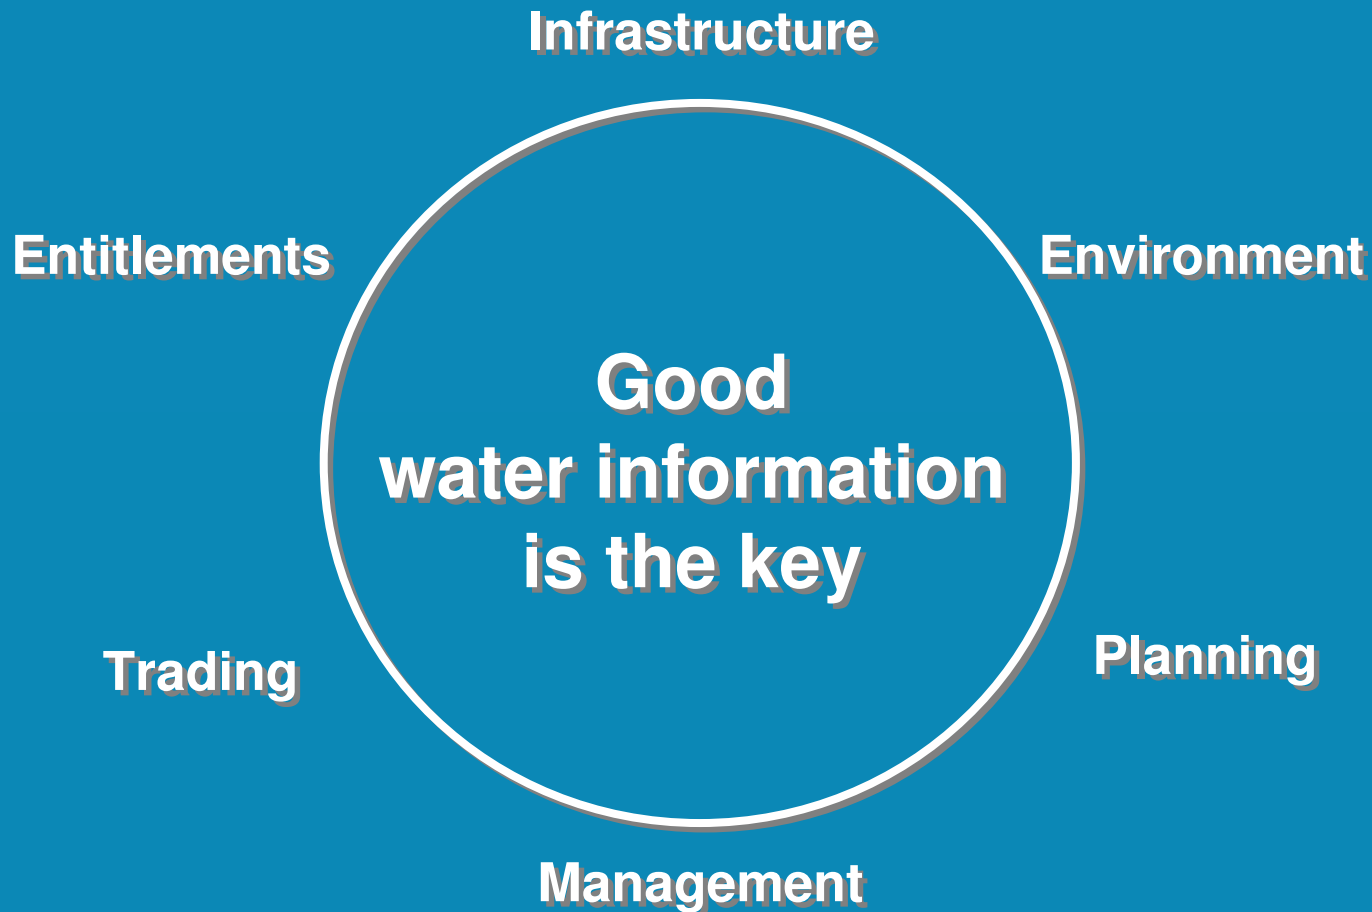 Infrastructure
Entitlements
Environment
Good
water information
is the key
Trading
Planning
Management